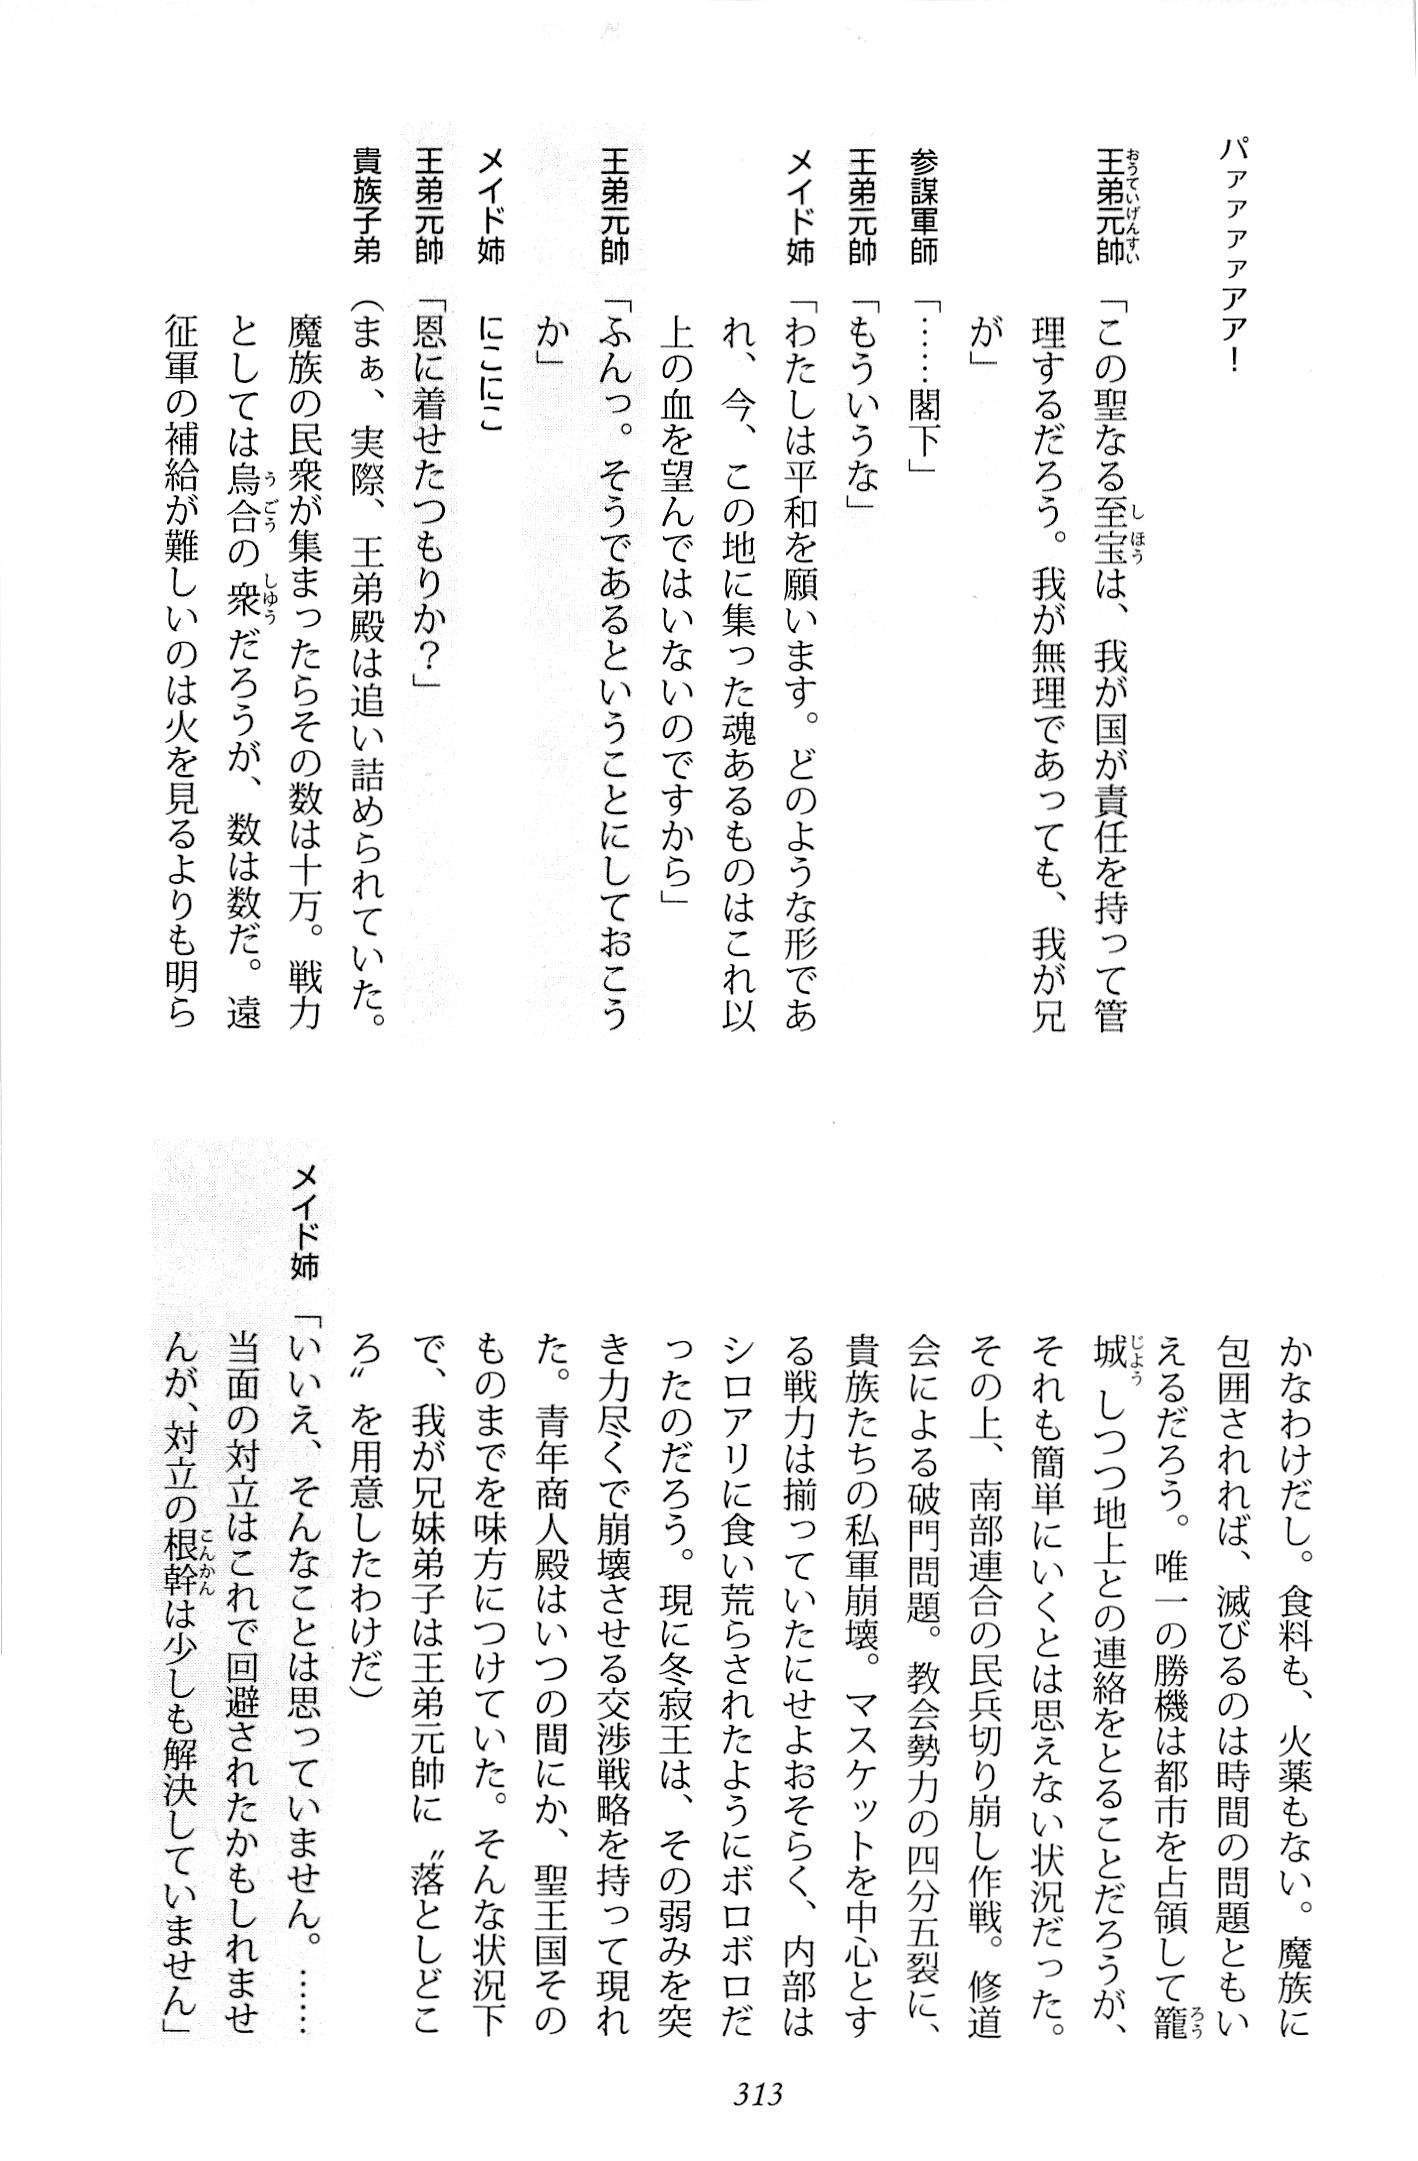 パァァァァアア！
王弟元帥「この聖なる至宝は、我が国が責任を持って管
理するだろう。我が無理であっても、我が兄
が」
参謀軍師「……閣下」
王弟元帥「もういうな」
メイド姉「わたしは平和を願います。どのような形であ
れ、今、この地に集った魂あるものはこれ以
上の血を望んではいないのですから」
王弟元帥「ふんっ。そうであるということにしておこう
か」
メイド姉　にこにこ
王弟元帥「恩に着せたつもりか？」
貴族子弟（まぁ、実際、王弟殿は追い詰められていた。
魔族の民衆が集まったらその数は十万。戦力
としては烏合の衆だろうが、数は数だ。遠
征軍の補給が難しいのは火を見るよりも明ら
かなわけだし。食料も、火薬もない。魔族に
包囲されれば、滅びるのは時間の問題ともい
えるだろう。唯一の勝機は都市を占領して籠
城しつつ地上との連絡をとることだろうが、
それも簡単にいくとは思えない状況だった。
その上、南部連合の民兵切り崩し作戦。修道
会による破門問題。教会勢力の四分五裂に、
貴族たちの私軍崩壊。マスケットを中心とす
る戦力は揃っていたにせよおそらく、内部は
シロアリに食い荒らされたようにボロボロだ
ったのだろう。現に冬寂王は、その弱みを突
き力尽くで崩壊させる交渉戦略を持って現れ
た。青年商人殿はいつの間にか、聖王国その
ものまでを味方につけていた。そんな状況下
で、我が兄妹弟子は王弟元帥に〝落としどこ
ろ〟を用意したわけだ）
メイド姉「いいえ、そんなことは思っていません。……
当面の対立はこれで回避されたかもしれませ
んが、対立の根幹は少しも解決していません」
313